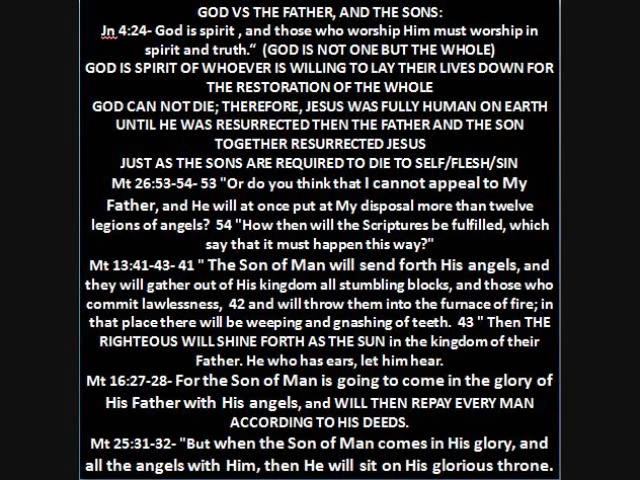 GOD VS THE FATHER, AND THE SONS:
Jn 4:24- God is spirit , and those who worship Him must worship in
spirit and truth.“ (GOD IS NOT ONE BUT THE WHOLE)
GOD IS SPIRIT OF WHOEVER IS WILLING TO LAY THEIR LIVES DOWN FOR
THE RESTORATION OF THE WHOLE
GOD CAN NOT DIE; THEREFORE, JESUS WAS FULLY HUMAN ON EARTH
UNTIL HE WAS RESURRECTED THEN THE FATHER AND THE SON
TOGETHER RESURRECTED JESUS
JUST AS THE SONS ARE REQUIRED TO DIE TO SELF/FLESH/SIN
Mt 26:53-54- 53 "Or do you think that I cannot appeal to My
Father, and He will at once put at My disposal more than twelve
legions of angels? 54 "How then will the Scriptures be fulfilled, which
say that it must happen this way?"
Mt 13:41-43- 41 " The Son of Man will send forth His angels, and
they will gather out of His kingdom all stumbling blocks, and those who
commit lawlessness, 42 and will throw them into the furnace of fire; in
that place there will be weeping and gnashing of teeth. 43 " Then THE
RIGHTEOUS WILL SHINE FORTH AS THE SUN in the kingdom of their
Father. He who has ears, let him hear.
Mt 16:27-28- For the Son of Man is going to come in the glory of
His Father with His angels, and WILL THEN REPAY EVERY MAN
ACCORDING TO HIS DEEDS.
Mt 25:31-32- "But when the Son of Man comes in His glory, and
all the angels with Him, then He will sit on His glorious throne.